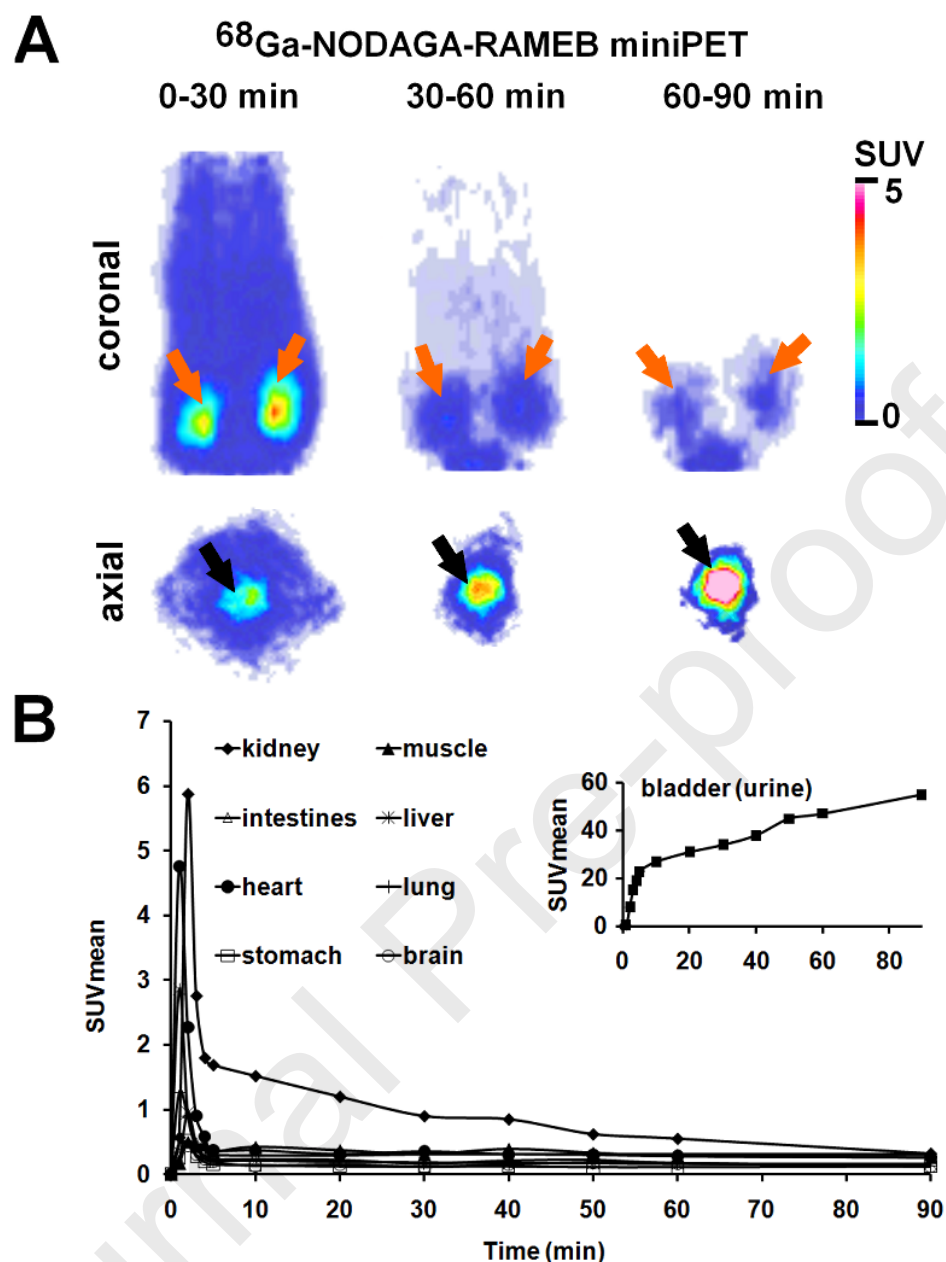 A
68Ga-NODAGA-RAMEB miniPET
0-30 min
30-60 min
60-90 min
SUV
5
0
coronal
axial
B
SUVmean
7
6
5
4
3
2
1
0
kidney
muscle
intestines
liver
heart
lung
stomach
brain
bladder (urine)
SUVmean
60
40
20
0
0 20 40 60 80
0 10 20 30 40 50 60 70 80 90
Time (min)
urnal Pre-proof